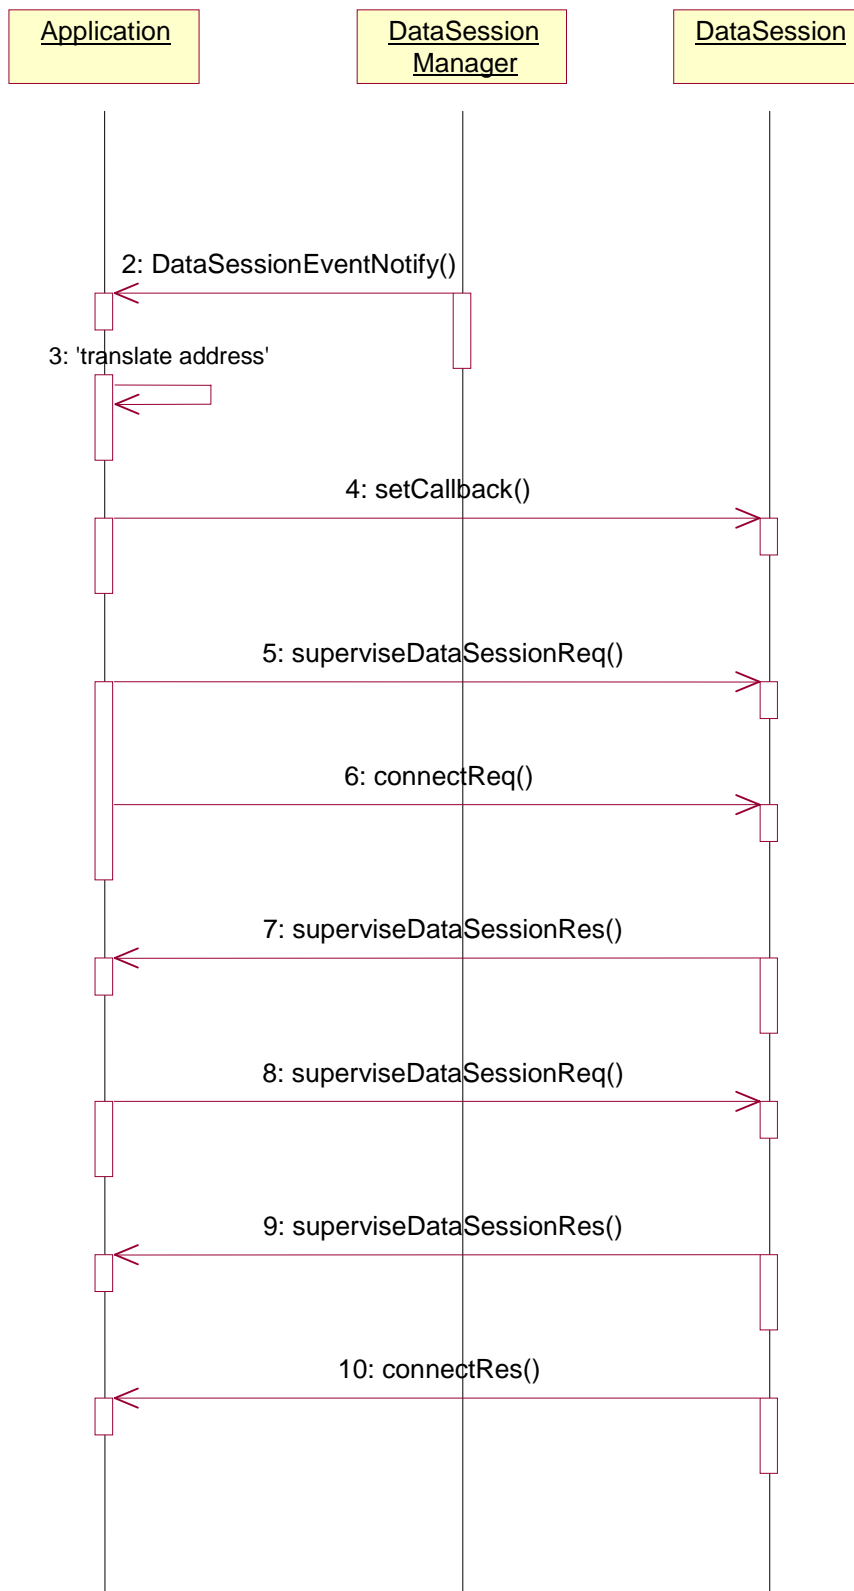 Application
DataSession
Manager
DataSession
2: DataSessionEventNotify()
3: 'translate address'
4: setCallback()
5: superviseDataSessionReq()
6: connectReq()
7: superviseDataSessionRes()
8: superviseDataSessionReq()
9: superviseDataSessionRes()
10: connectRes()